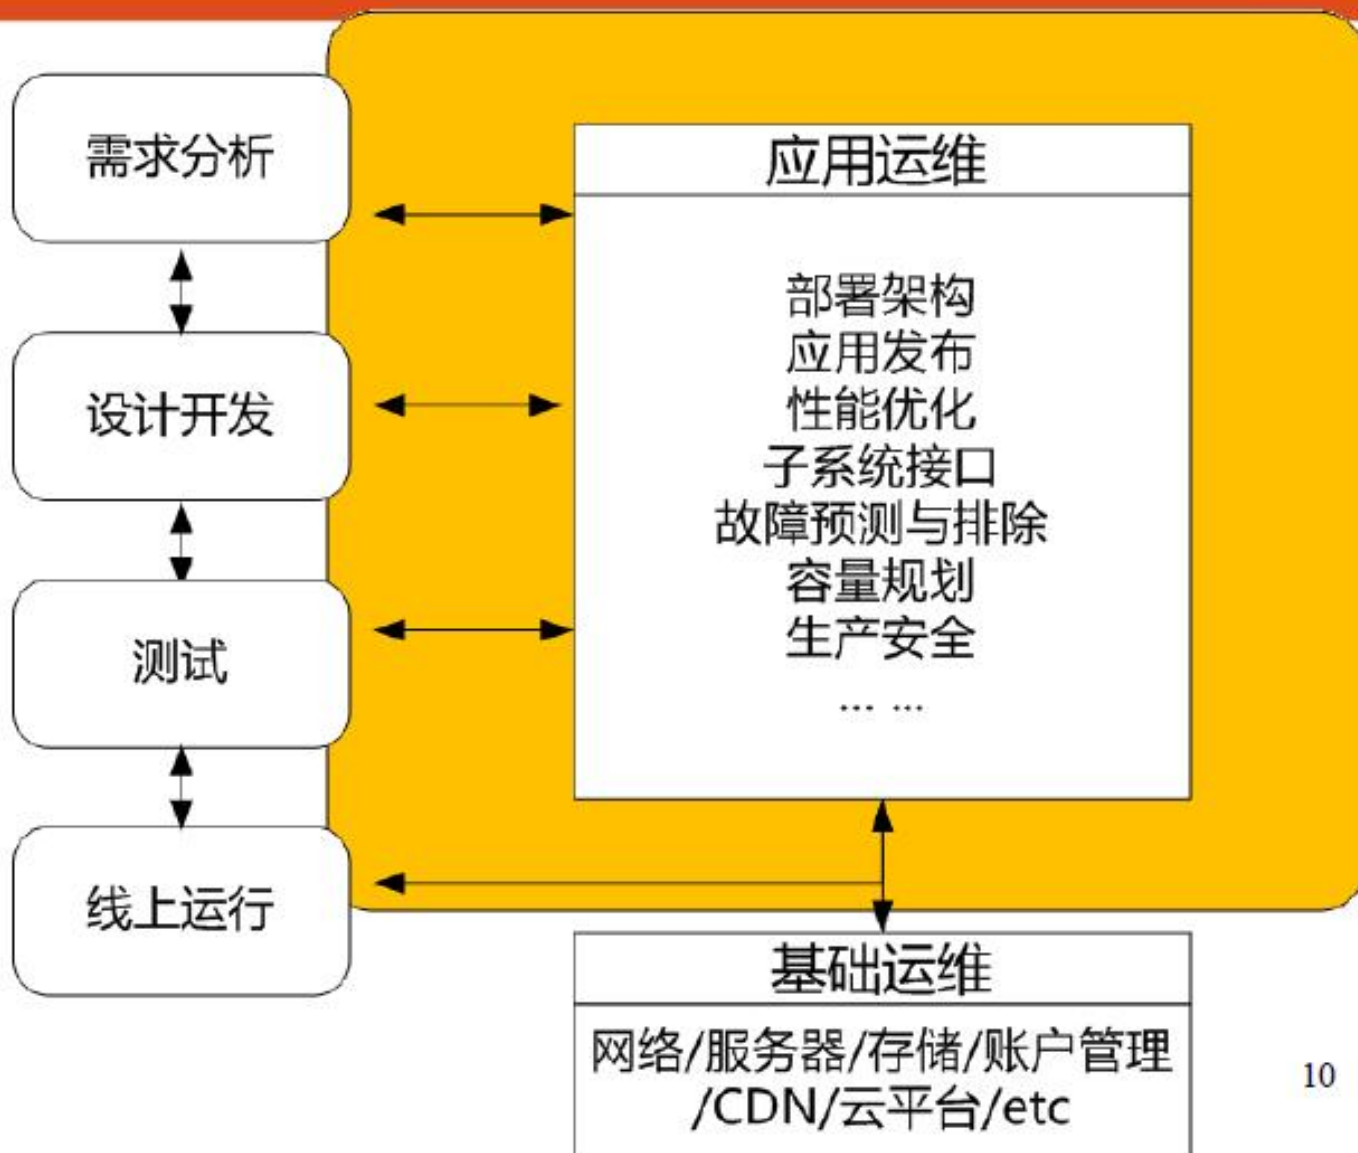 需求分析
设计开发
测试
线上运行
应用运维
部署架构
应用发布
性能优化
子系统接口
故障预测与排除
容量规划
生产安全
... ...
基础运维
网络/服务器/存储/账户管理
/CDN/云平台/etc
10